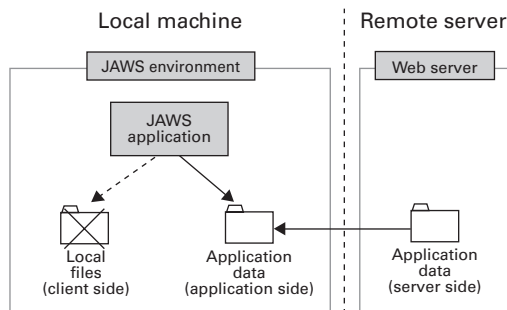 Local machine
Remote server
JAWS environment
Web server
JAWS
application
Local
files
(client side)
Application
data
(application side)
Application
data
(server side)